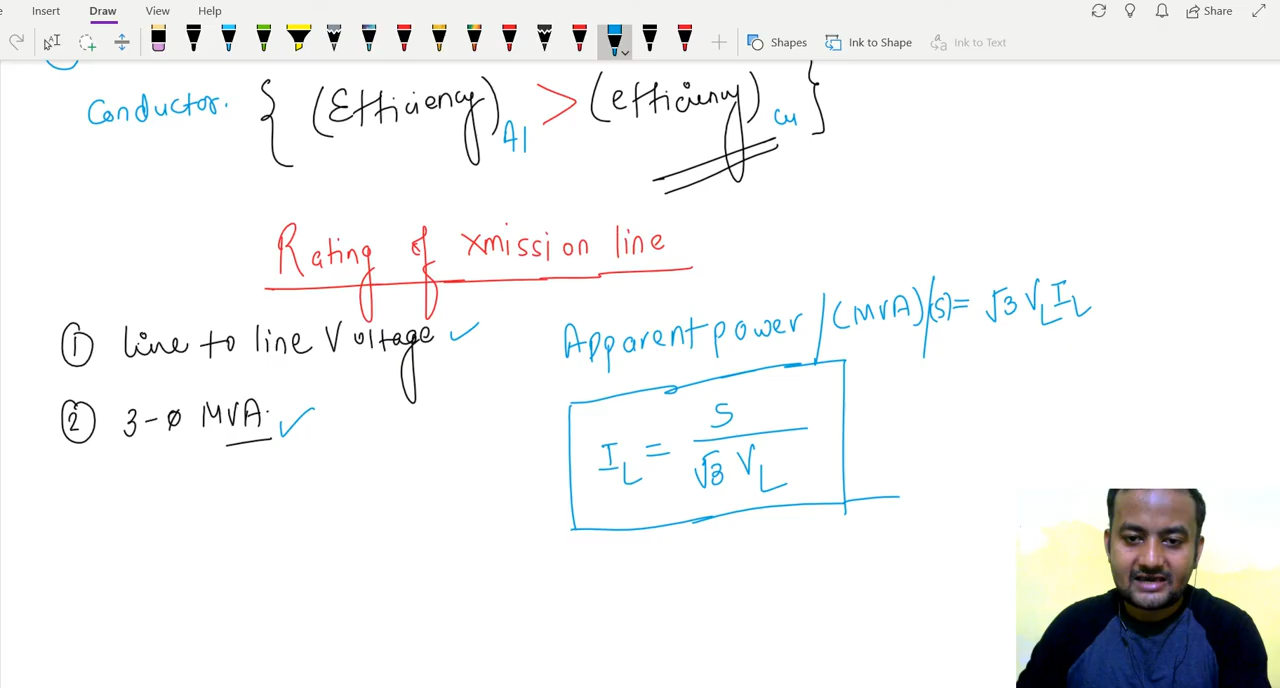 Insert Draw View Help
Share
Shapes Ink to Shape Ink to Text
Conductor. { (Efficiency)Al > (efficiency)cu }
Rating of xmission line
① line to line Voltage ✓
Apparent power / (MVA)/(S) = √3 VL IL
② 3-ø MVA. ✓
IL = S / √3 VL